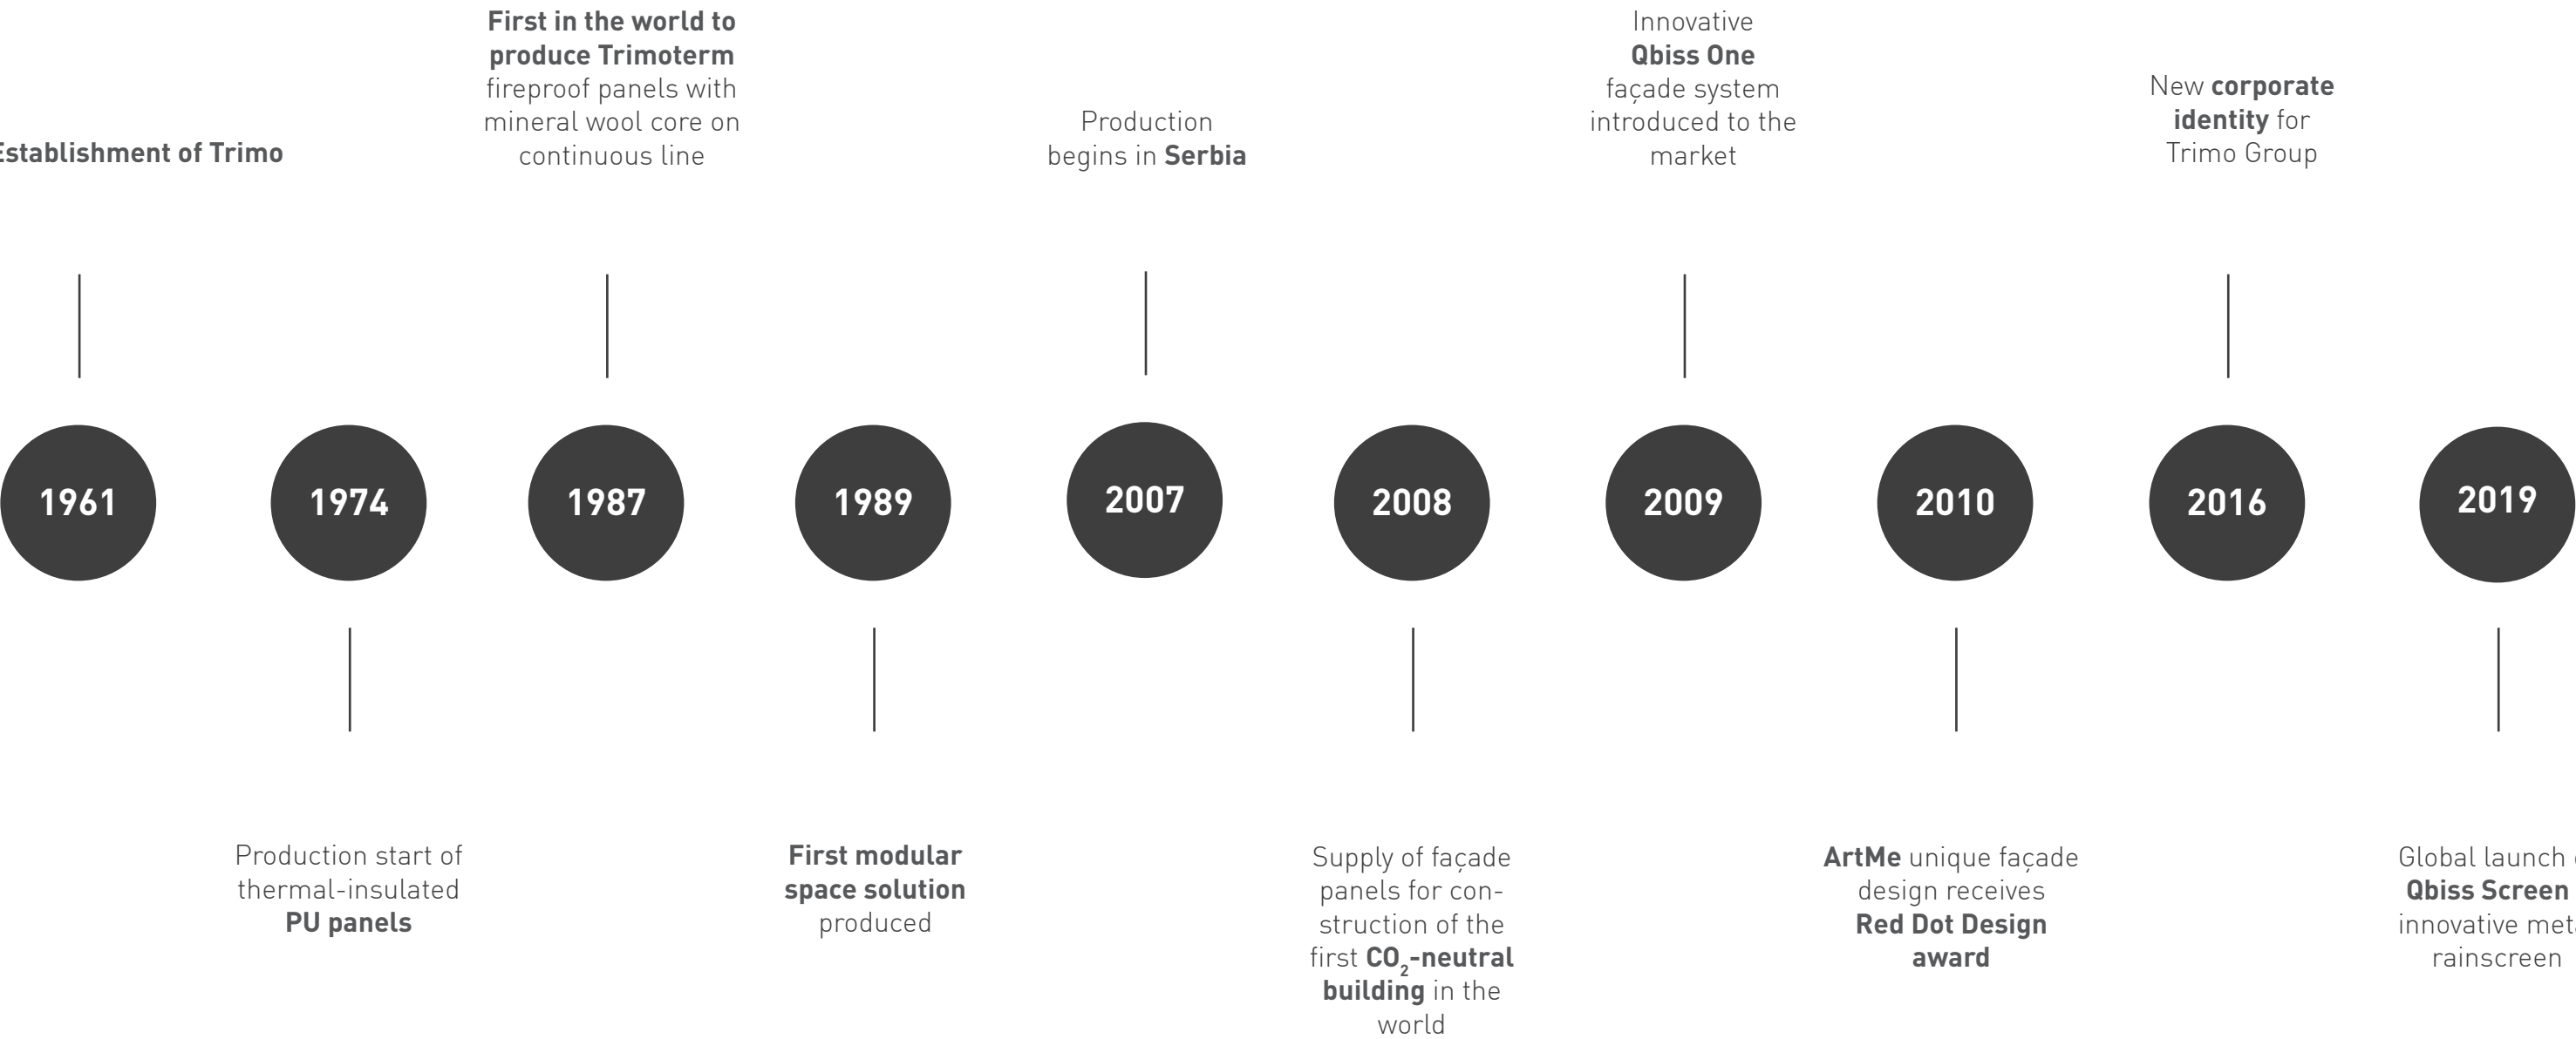 Establishment of Trimo
First in the world to
produce Trimoterm
fireproof panels with
mineral wool core on
continuous line
Production
begins in Serbia
Innovative
Qbiss One
façade system
introduced to the
market
New corporate
identity for
Trimo Group
1961
1974
1987
1989
2007
2008
2009
2010
2016
2019
Production start of
thermal-insulated
PU panels
First modular
space solution
produced
Supply of façade
panels for con-
struction of the
first CO₂-neutral
building in the
world
ArtMe unique façade
design receives
Red Dot Design
award
Global launch
Qbiss Screen
innovative
rainscreen